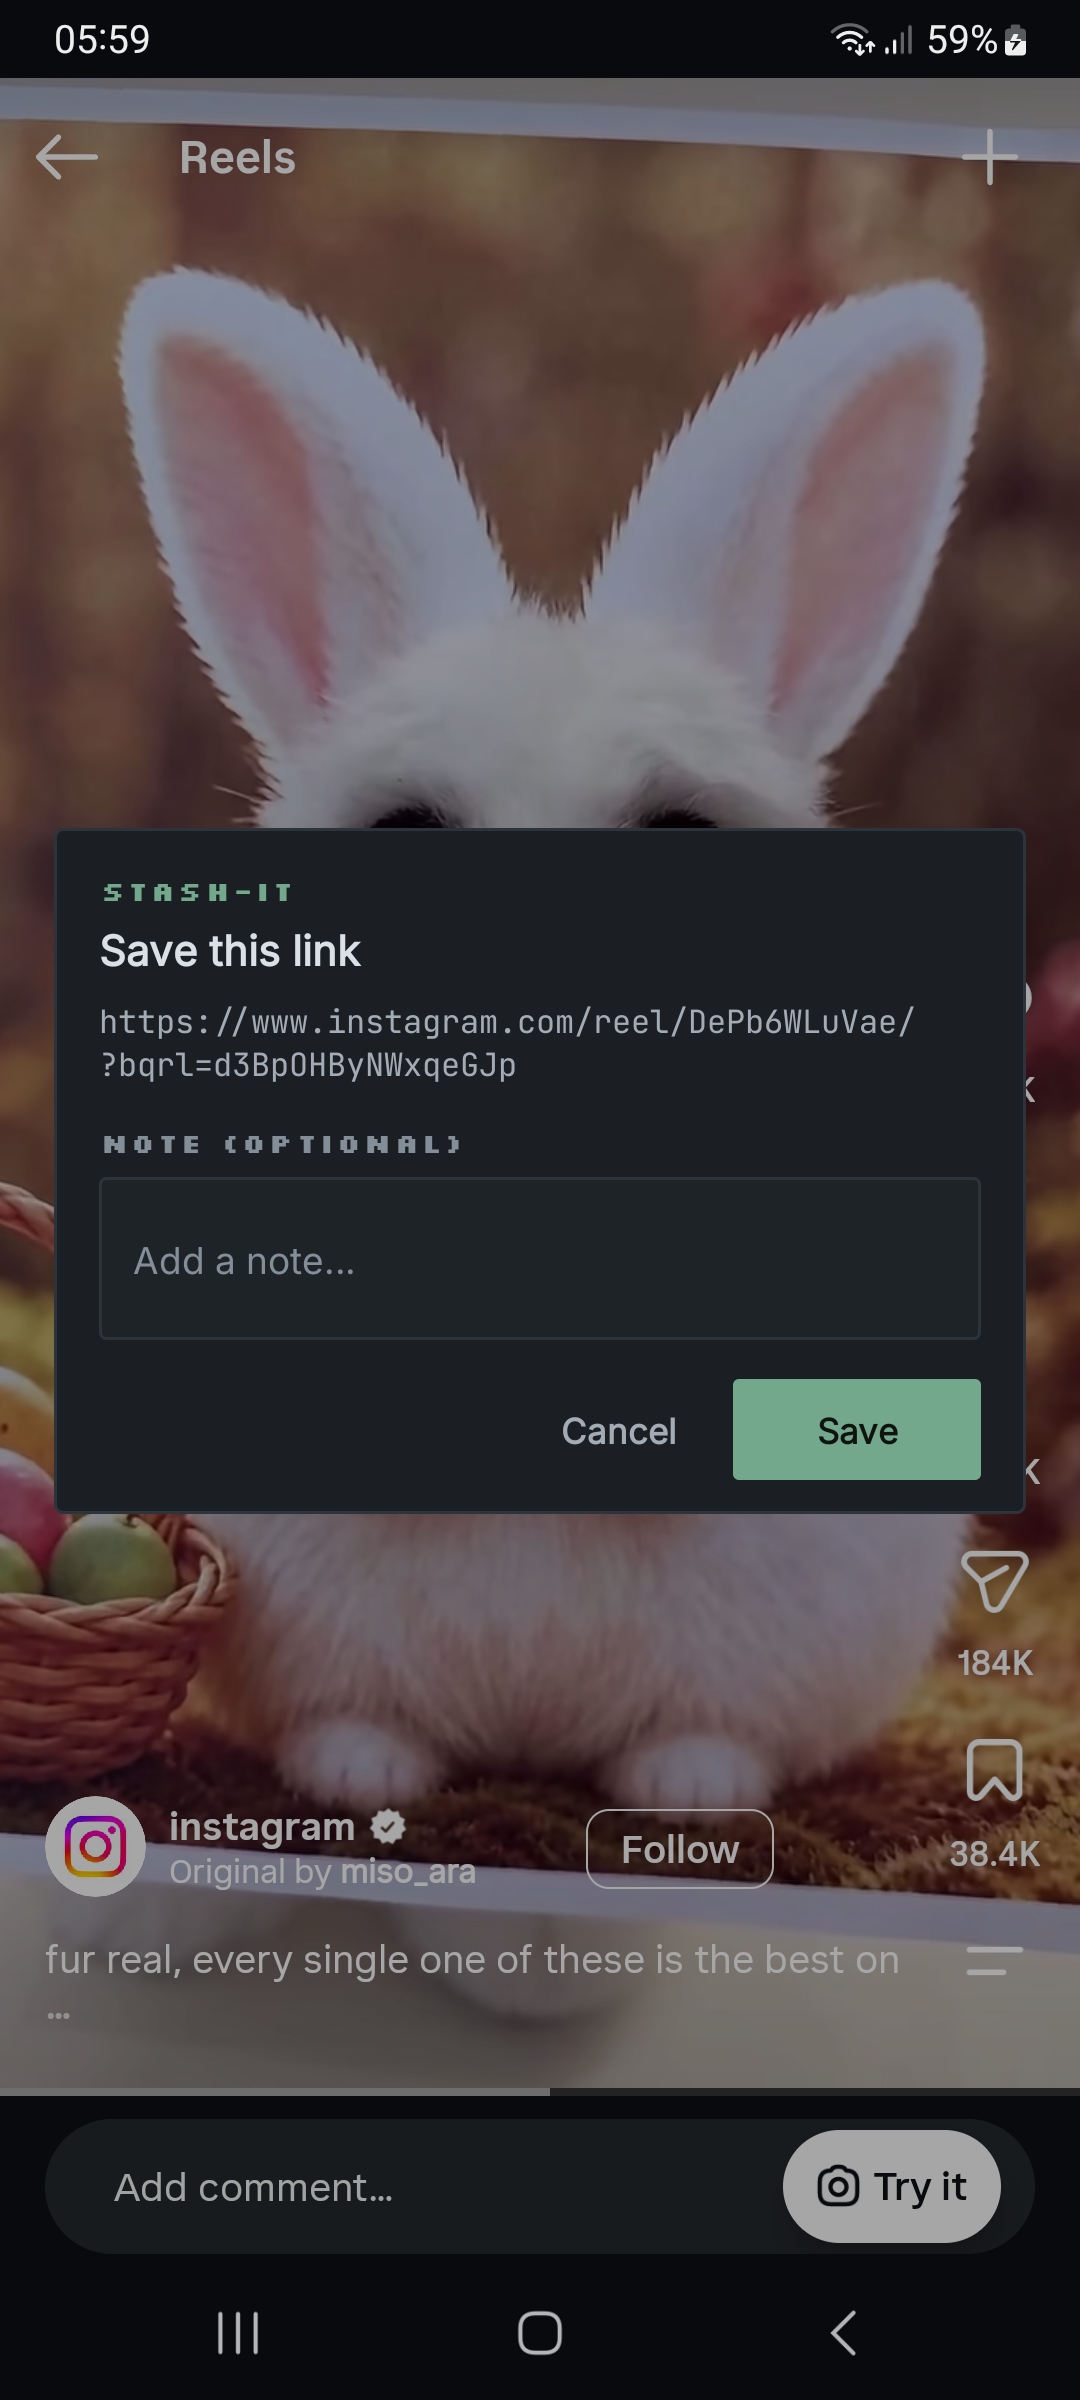 05:59
59%
Reels
STASH-IT
Save this link
https://www.instagram.com/reel/DePb6WLuVae/
?bqrl=d3BpOHByNWxqeGJp
NOTE (OPTIONAL)
Add a note...
Cancel
Save
K
K
184K
38.4K
instagram
Original by miso_ara
Follow
fur real, every single one of these is the best on
...
Add comment...
Try it